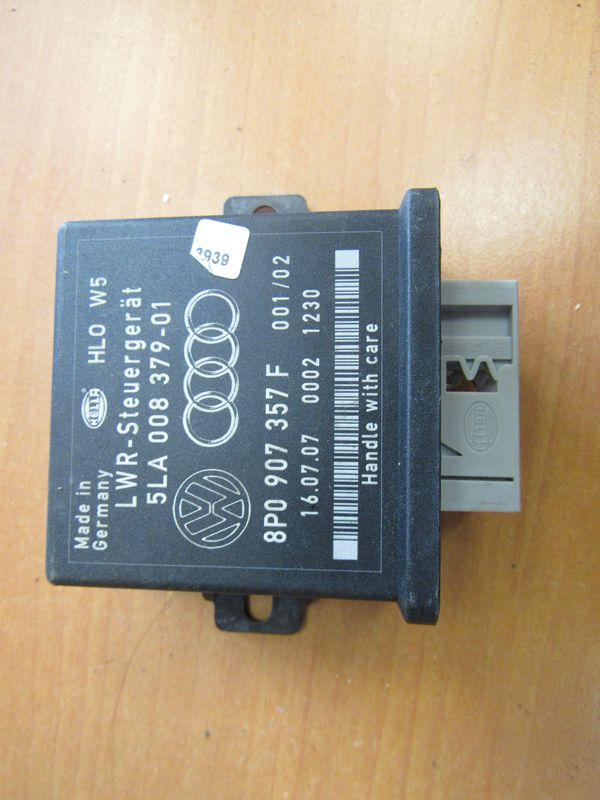 Made in
Germany
HELLA
HLO W5
LWR-Steuergerät
5LA 008 379-01
3939
8P0 907 357 F 001/02
16.07.07 0002 1230
Handle with care
HELLA